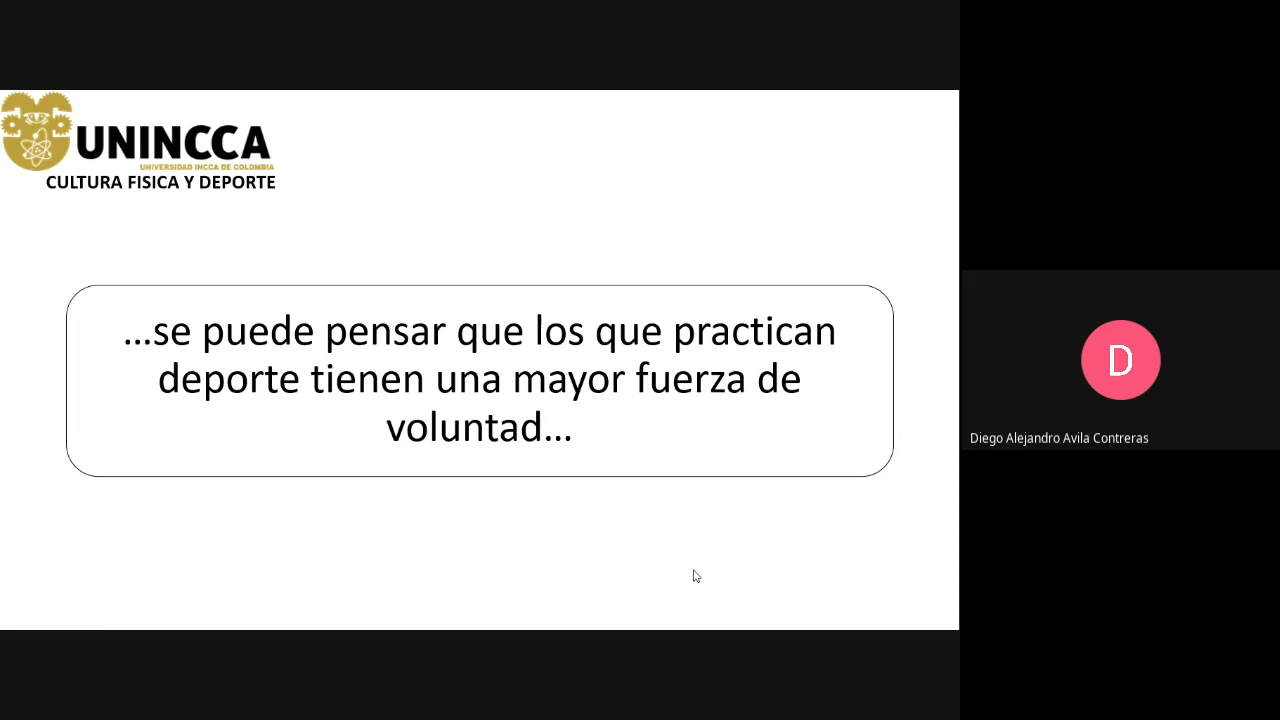 UNINCCA
UNIVERSIDAD INCCA DE COLOMBIA
CULTURA FISICA Y DEPORTE
...se puede pensar que los que practican
deporte tienen una mayor fuerza de
voluntad...
D
Diego Alejandro Avila Contreras